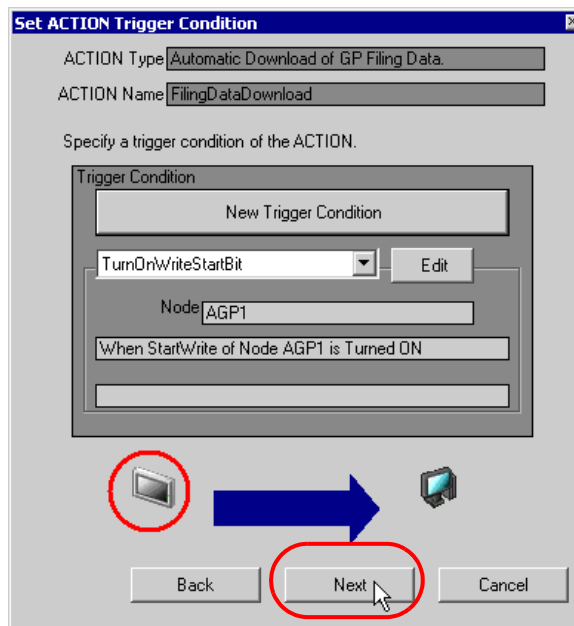 Set ACTION Trigger Condition
ACTION Type Automatic Download of GP Filing Data.
ACTION Name FilingDataDownload
Specify a trigger condition of the ACTION.
Trigger Condition
New Trigger Condition
TurnOnWriteStartBit Edit
Node AGP1
When StartWrite of Node AGP1 is Turned ON
Back Next Cancel